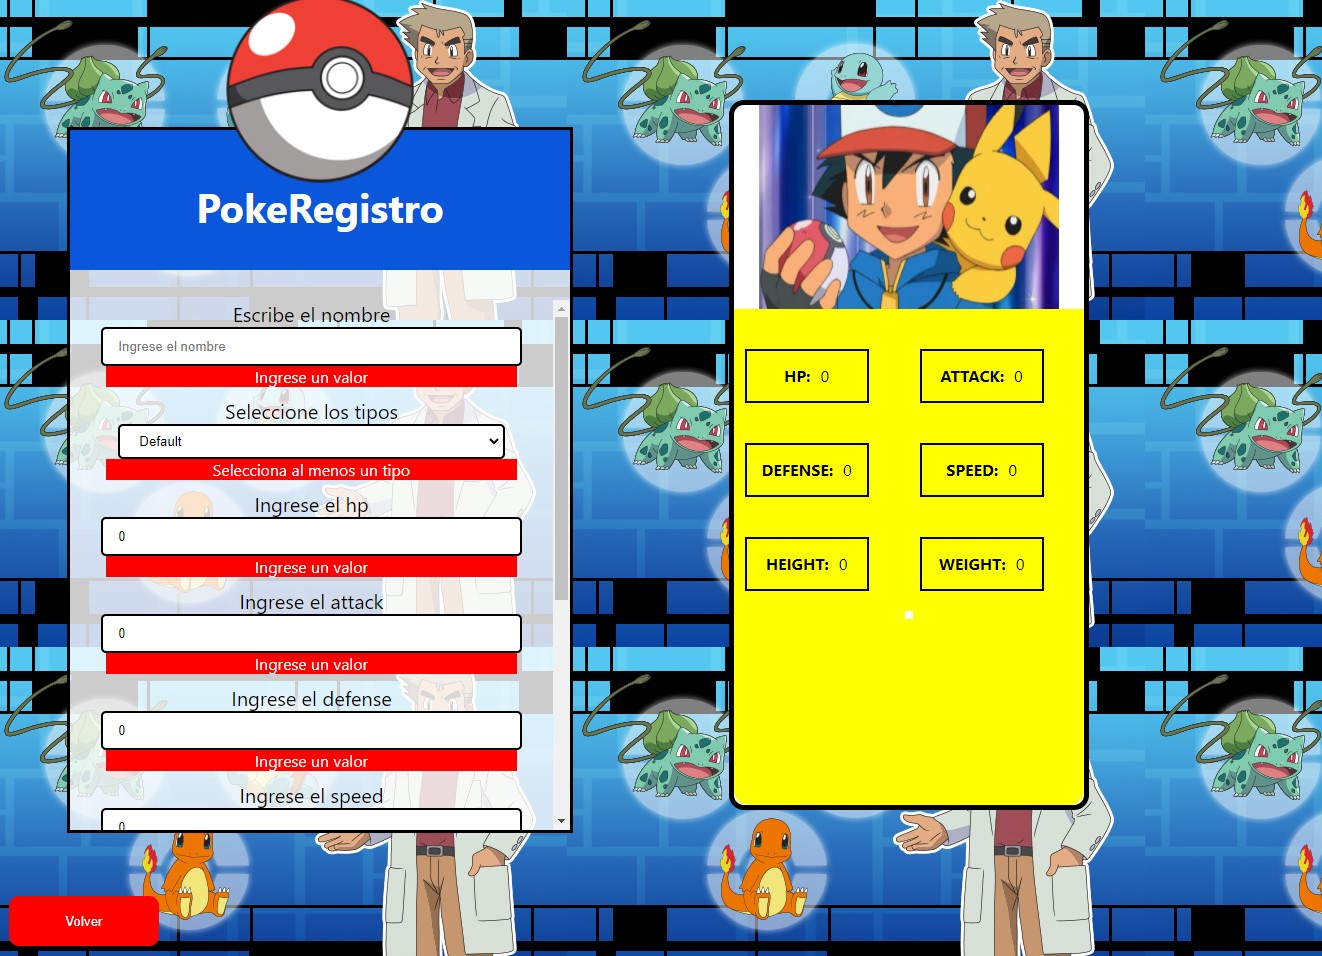 PokeRegistro
Escribe el nombre
Ingrese el nombre
Ingrese un valor
Seleccione los tipos
Default
Selecciona al menos un tipo
Ingrese el hp
0
Ingrese un valor
Ingrese el attack
0
Ingrese un valor
Ingrese el defense
0
Ingrese un valor
Ingrese el speed
0
Volver
HP: 0
ATTACK: 0
DEFENSE: 0
SPEED: 0
HEIGHT: 0
WEIGHT: 0